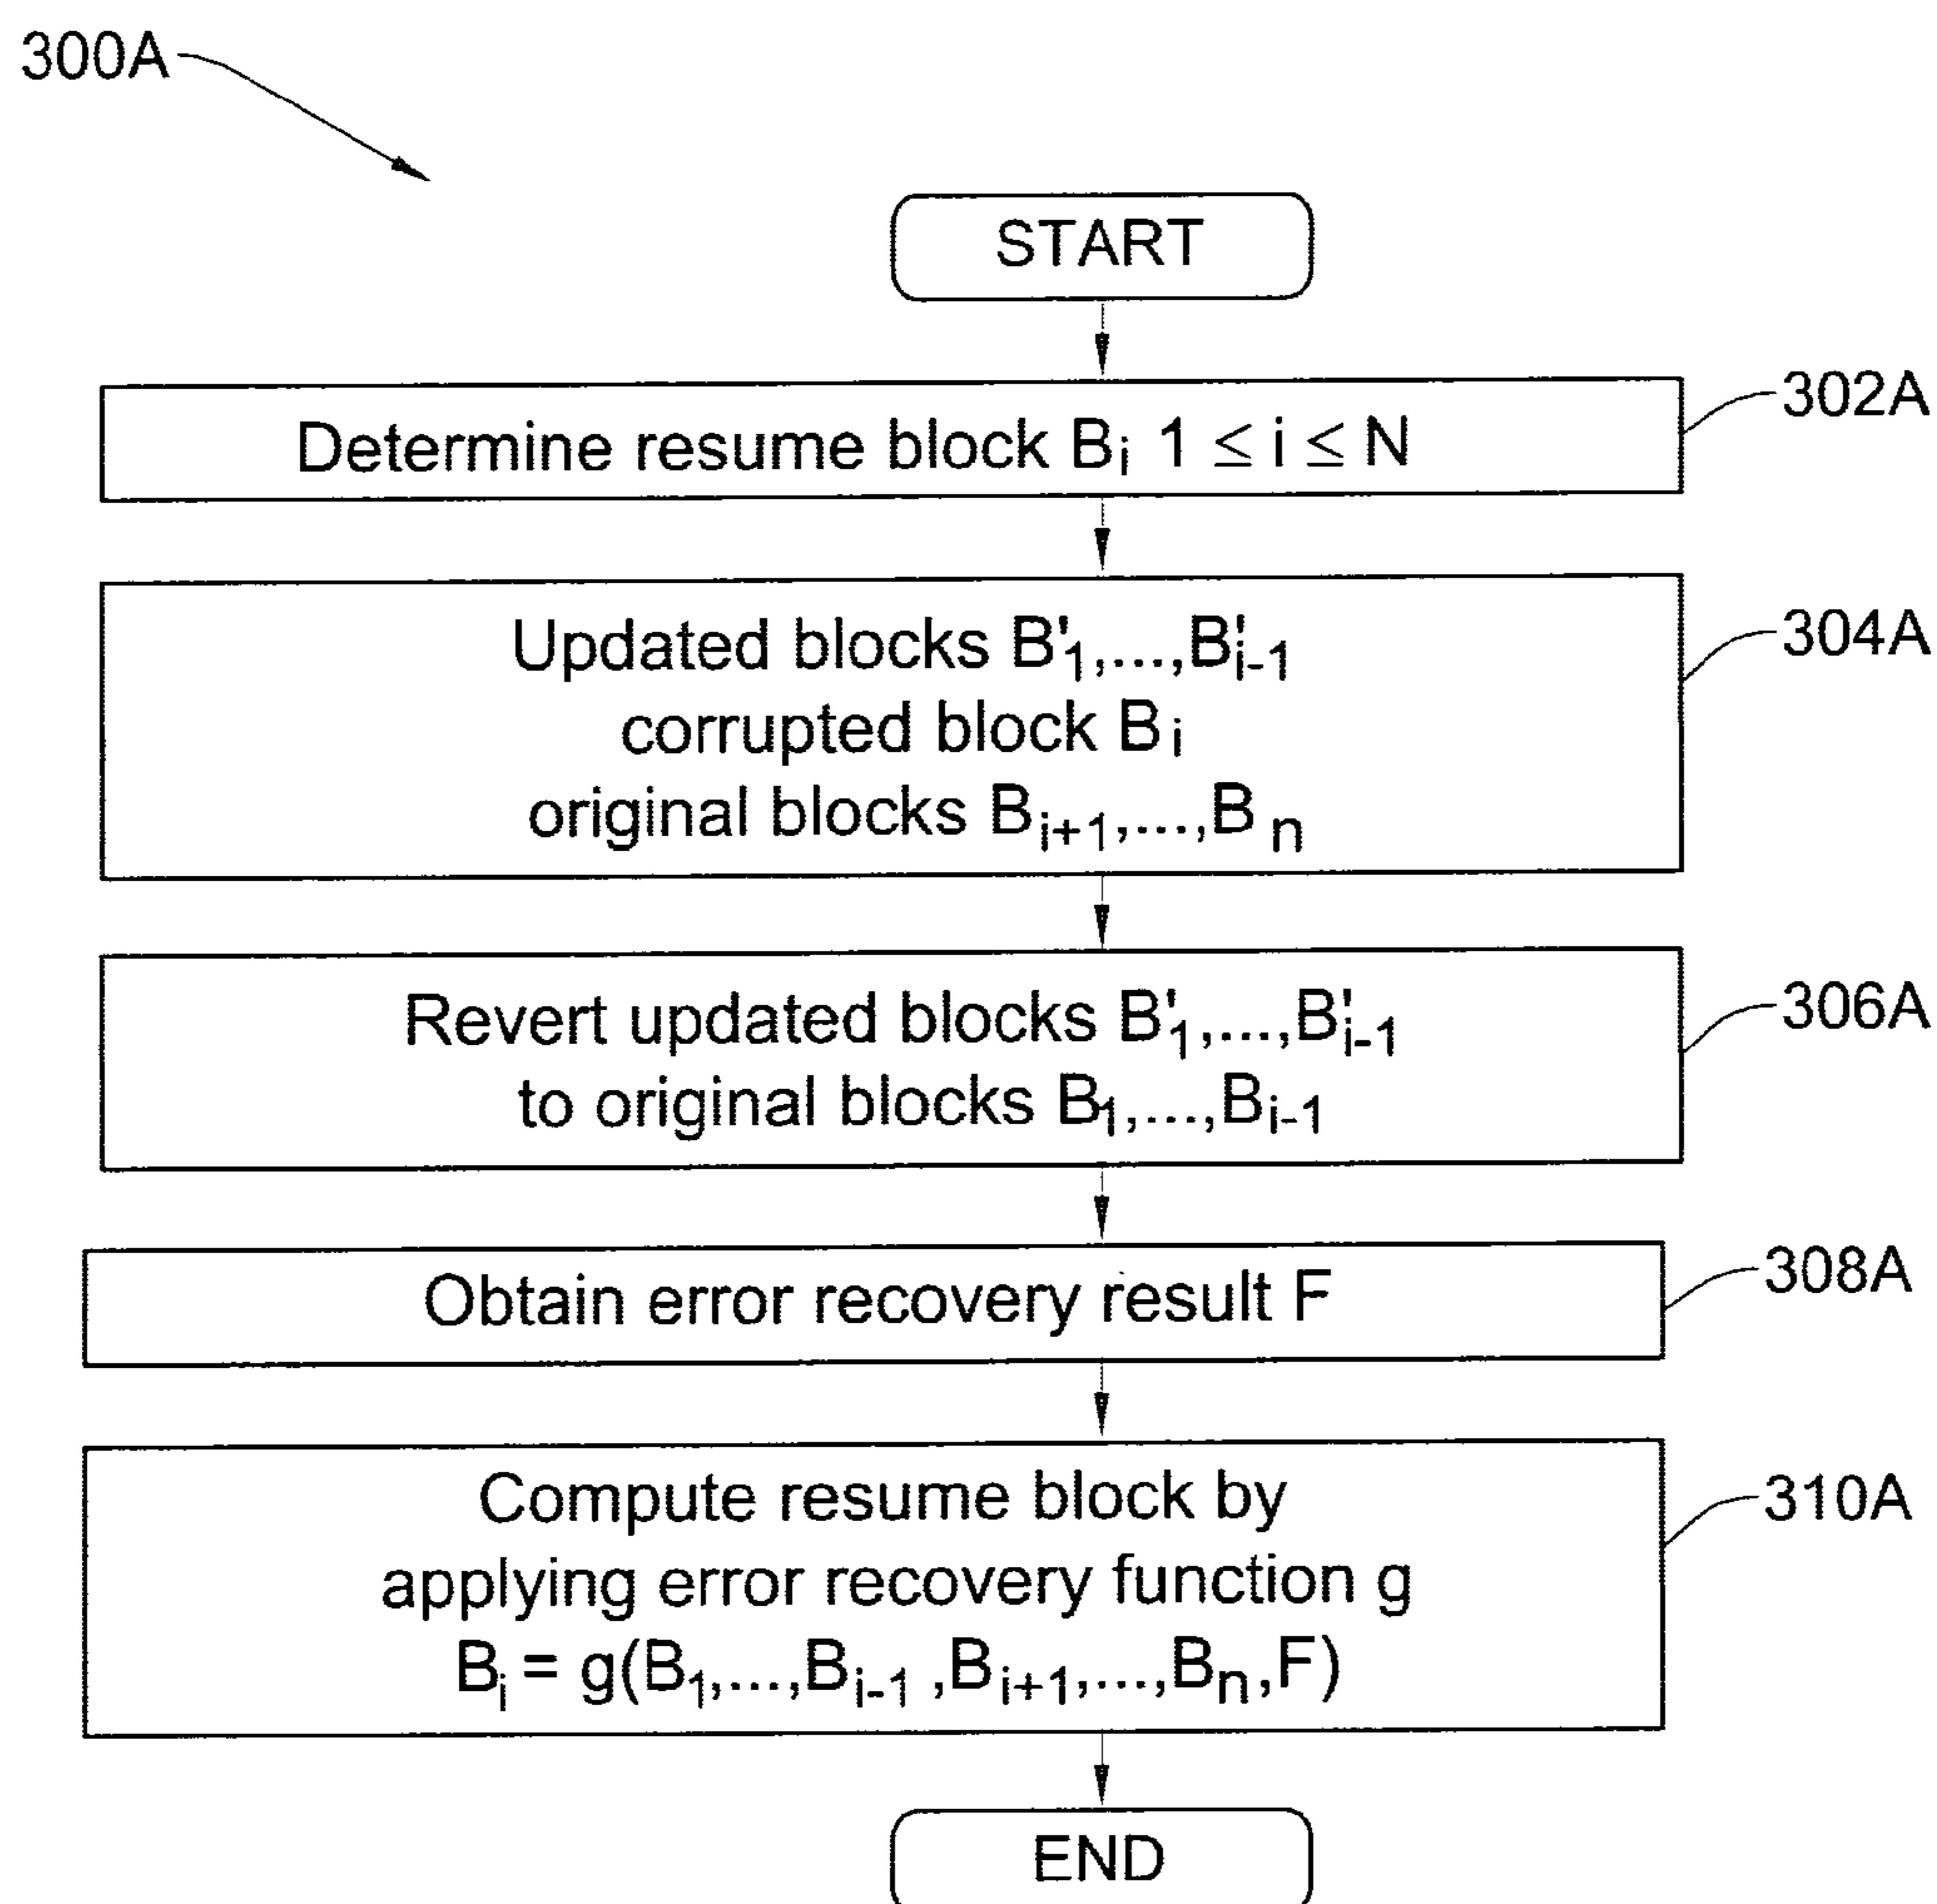 300A
START
Determine resume block Bi 1 ≤ i ≤ N
302A
Updated blocks B'1,...,B'i-1
corrupted block Bi
original blocks Bi+1,...,Bn
304A
Revert updated blocks B'1,...,B'i-1
to original blocks B1,...,Bi-1
306A
Obtain error recovery result F
308A
Compute resume block by
applying error recovery function g
Bi = g(B1,...,Bi-1,Bi+1,...,Bn,F)
310A
END